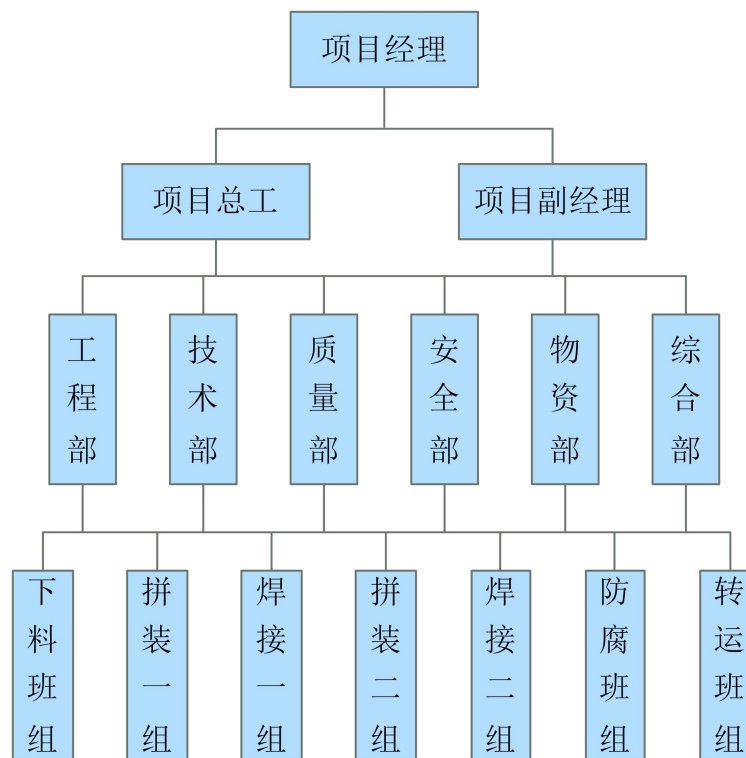 项目经理
项目总工
项目副经理
工程部
技术部
质量部
安全部
物资部
综合部
下料班组
拼装一组
焊接一组
拼装二组
焊接二组
防腐班组
转运班组